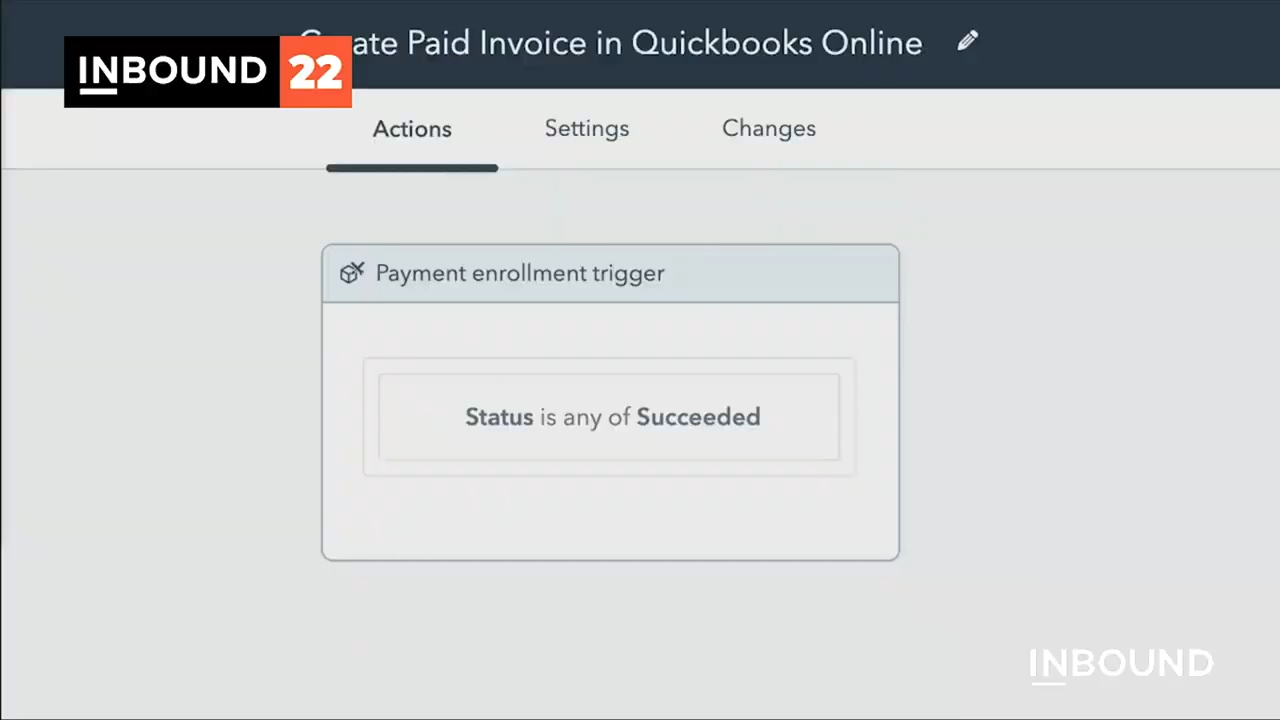 ate Paid Invoice in Quickbooks Online
INBOUND 22
Actions
Settings
Changes
Payment enrollment trigger
Status is any of Succeeded
INBOUND